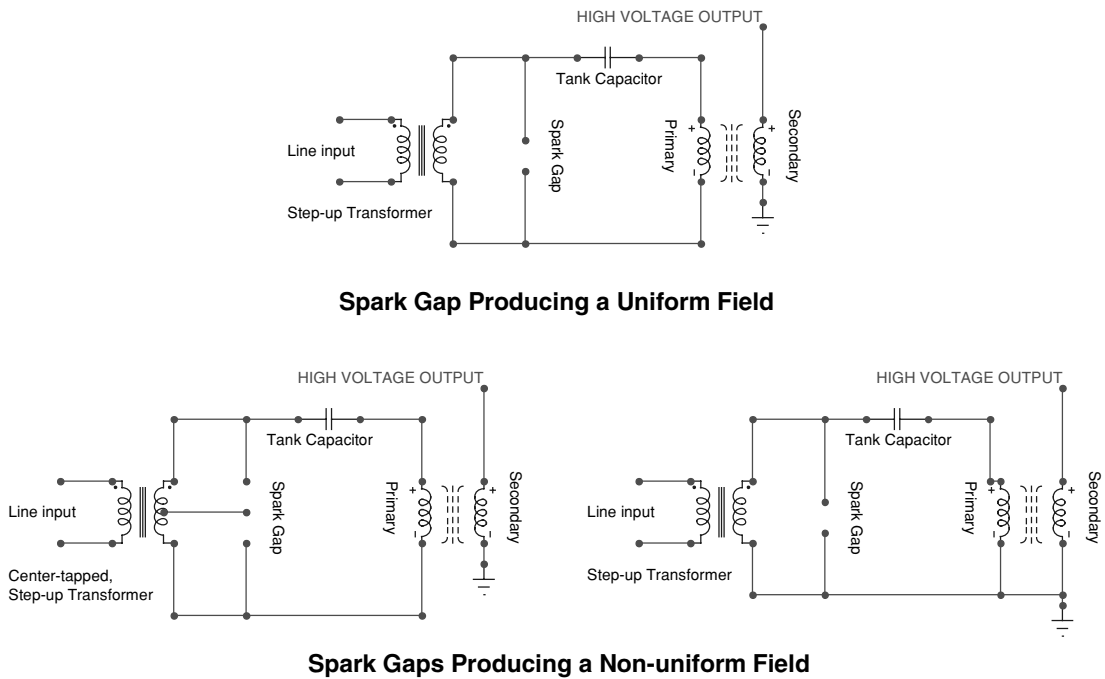 HIGH VOLTAGE OUTPUT
Tank Capacitor
Line input
Step-up Transformer
Spark Gap
Primary
+
-
Secondary
+
-
Spark Gap Producing a Uniform Field
HIGH VOLTAGE OUTPUT
Tank Capacitor
Line input
Center-tapped,
Step-up Transformer
Spark Gap
Primary
+
-
Secondary
+
-
HIGH VOLTAGE OUTPUT
Tank Capacitor
Line input
Step-up Transformer
Spark Gap
Primary
+
-
Secondary
+
-
Spark Gaps Producing a Non-uniform Field